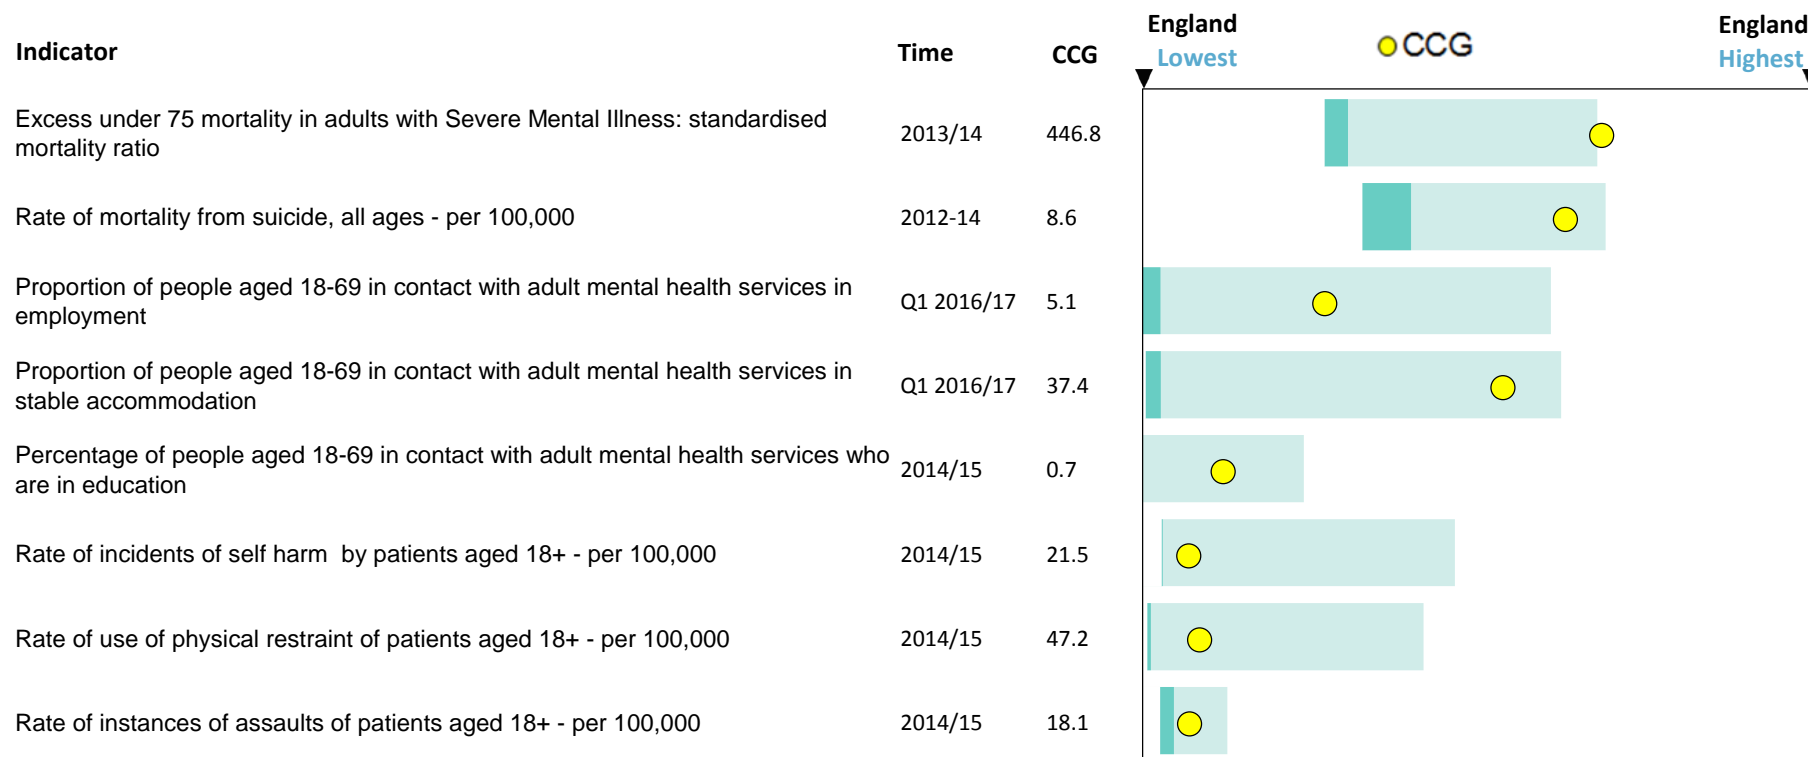 England
England
Indicator
Time
CCG
Lowest
CCG
Highest
Excess under 75 mortality in adults with Severe Mental Illness: standardised
mortality ratio
2013/14
446.8
Rate of mortality from suicide, all ages - per 100,000
2012-14
8.6
Proportion of people aged 18-69 in contact with adult mental health services in
employment
Q1 2016/17
5.1
Proportion of people aged 18-69 in contact with adult mental health services in
stable accommodation
Q1 2016/17
37.4
Percentage of people aged 18-69 in contact with adult mental health services who
are in education
2014/15
0.7
Rate of incidents of self harm  by patients aged 18+ - per 100,000
2014/15
21.5
Rate of use of physical restraint of patients aged 18+ - per 100,000
2014/15
47.2
Rate of instances of assaults of patients aged 18+ - per 100,000
2014/15
18.1